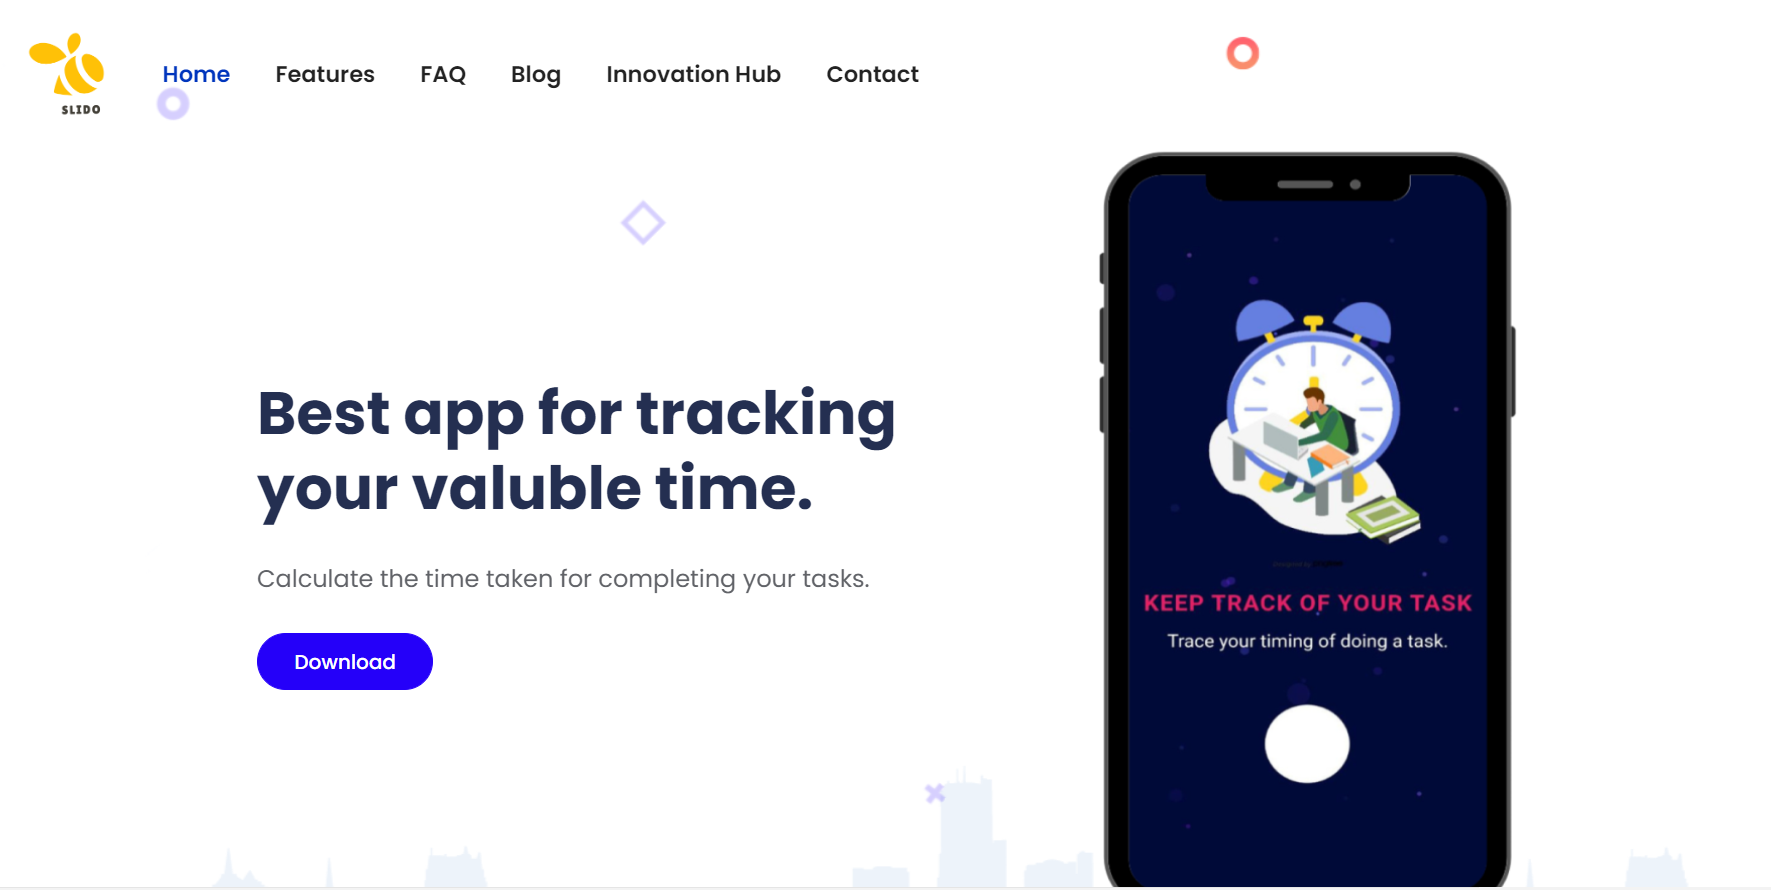 SLIDO
Home Features FAQ Blog Innovation Hub Contact
Best app for tracking
your valuble time.
Calculate the time taken for completing your tasks.
Download
KEEP TRACK OF YOUR TASK
Trace your timing of doing a task.